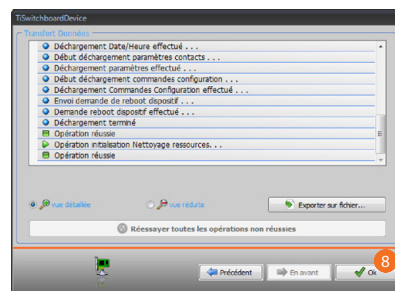 TiSwitchboardDevice
Transfert Données
Déchargement Date/Heure effectué . . .
Début déchargement paramètres contacts . . .
Déchargement paramètres effectué . . .
Début déchargement commandes configuration . . .
Déchargement Commandes Configuration effectué . . .
Envoi demande de reboot dispositif . . .
Demande reboot dispositif effectué . . .
Déchargement terminé
Opération réussie
Opération initialisation Nettoyage ressources. . .
Opération réussie
vue détaillée
vue réduite
Exporter sur fichier...
Réessayer toutes les opérations non réussies
Précédent
En avant
Ok
8